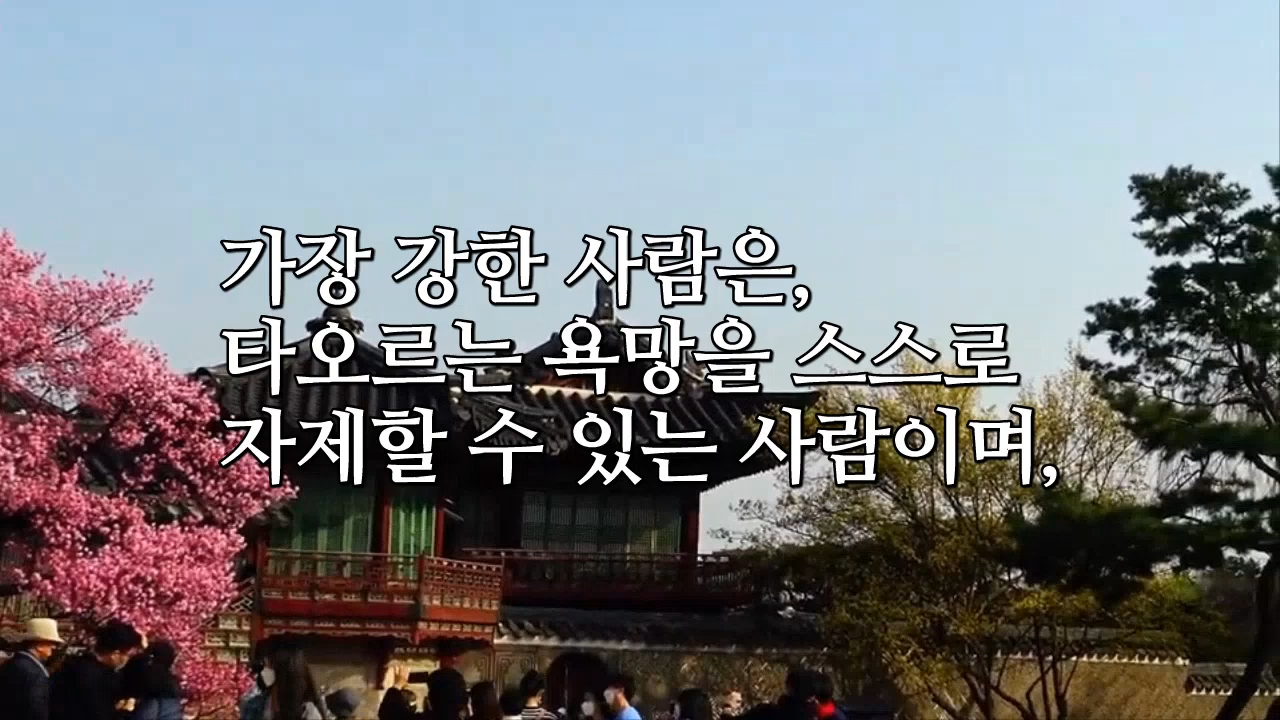 가장 강한 사람은,
타오르는 욕망을 스스로
자제할 수 있는 사람이며,